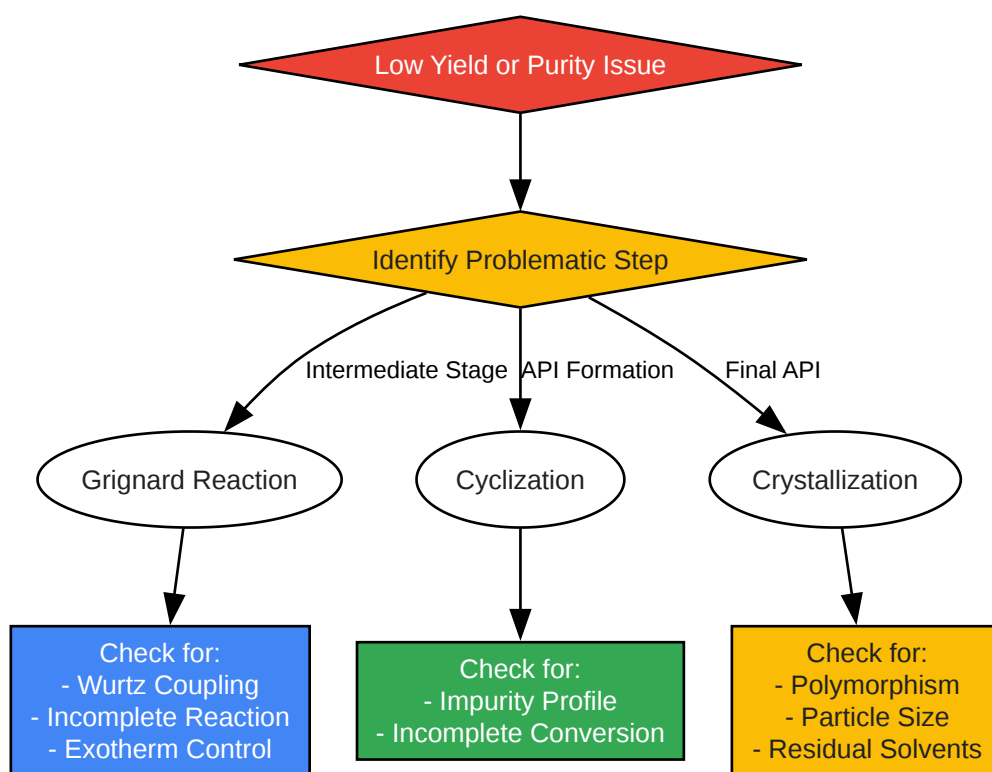 Low Yield or Purity Issue
Identify Problematic Step
Intermediate Stage
API Formation
Final API
Grignard Reaction
Cyclization
Crystallization
Check for:
- Wurtz Coupling
- Incomplete Reaction
- Exotherm Control
Check for:
- Impurity Profile
- Incomplete Conversion
Check for:
- Polymorphism
- Particle Size
- Residual Solvents